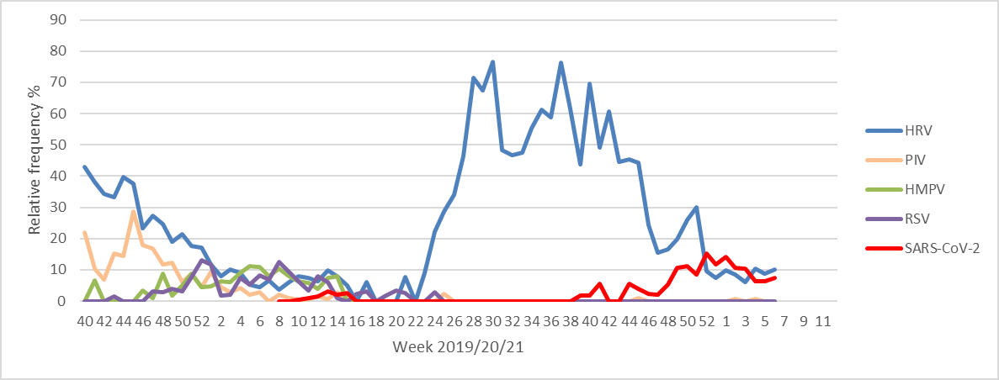 90
80
70
60
50
40
30
20
10
0
Relative frequency %
40 42 44 46 48 50 52 2 4 6 8 10 12 14 16 18 20 22 24 26 28 30 32 34 36 38 40 42 44 46 48 50 52 1 3 5 7 9 11
Week 2019/20/21
HRV
PIV
HMPV
RSV
SARS-CoV-2